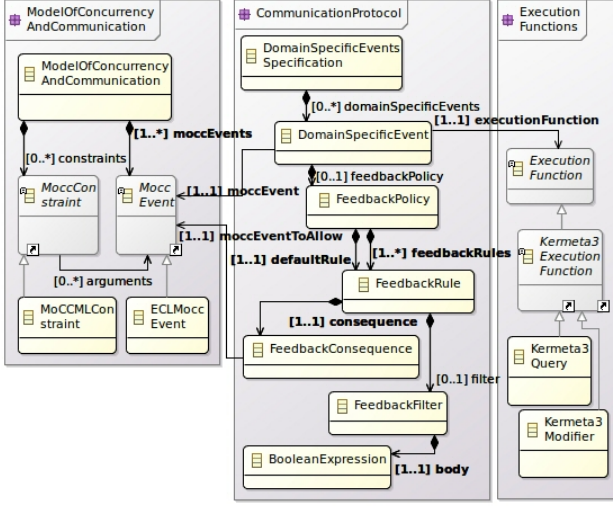 ModelOfConcurrency
AndCommunication
ModelOfConcurrency
AndCommunication
[1..*] moccEvents
[0..*] constraints
MoccCon
straint
Mocc
Event
[0..*] arguments
MoCCMLCon
straint
ECLMocc
Event
CommunicationProtocol
DomainSpecificEvents
Specification
[0..*] domainSpecificEvents
[1..1] executionFunction
DomainSpecificEvent
[0..1] feedbackPolicy
[1..1] moccEvent
FeedbackPolicy
[1..1] moccEventToAllow
[1..*] feedbackRules
[1..1] defaultRule
FeedbackRule
[1..1] consequence
FeedbackConsequence
[0..1] filter
FeedbackFilter
BooleanExpression
[1..1] body
Execution
Functions
Execution
Function
Kermeta3
Execution
Function
Kermeta3
Query
Kermeta3
Modifier